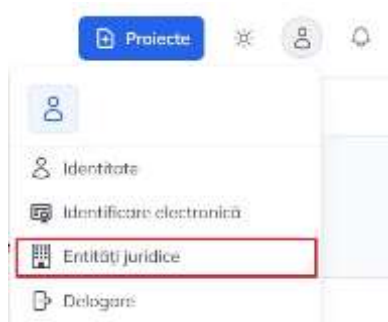 Proiecte
Identitate
Identificare electronică
Entități juridice
Delogare